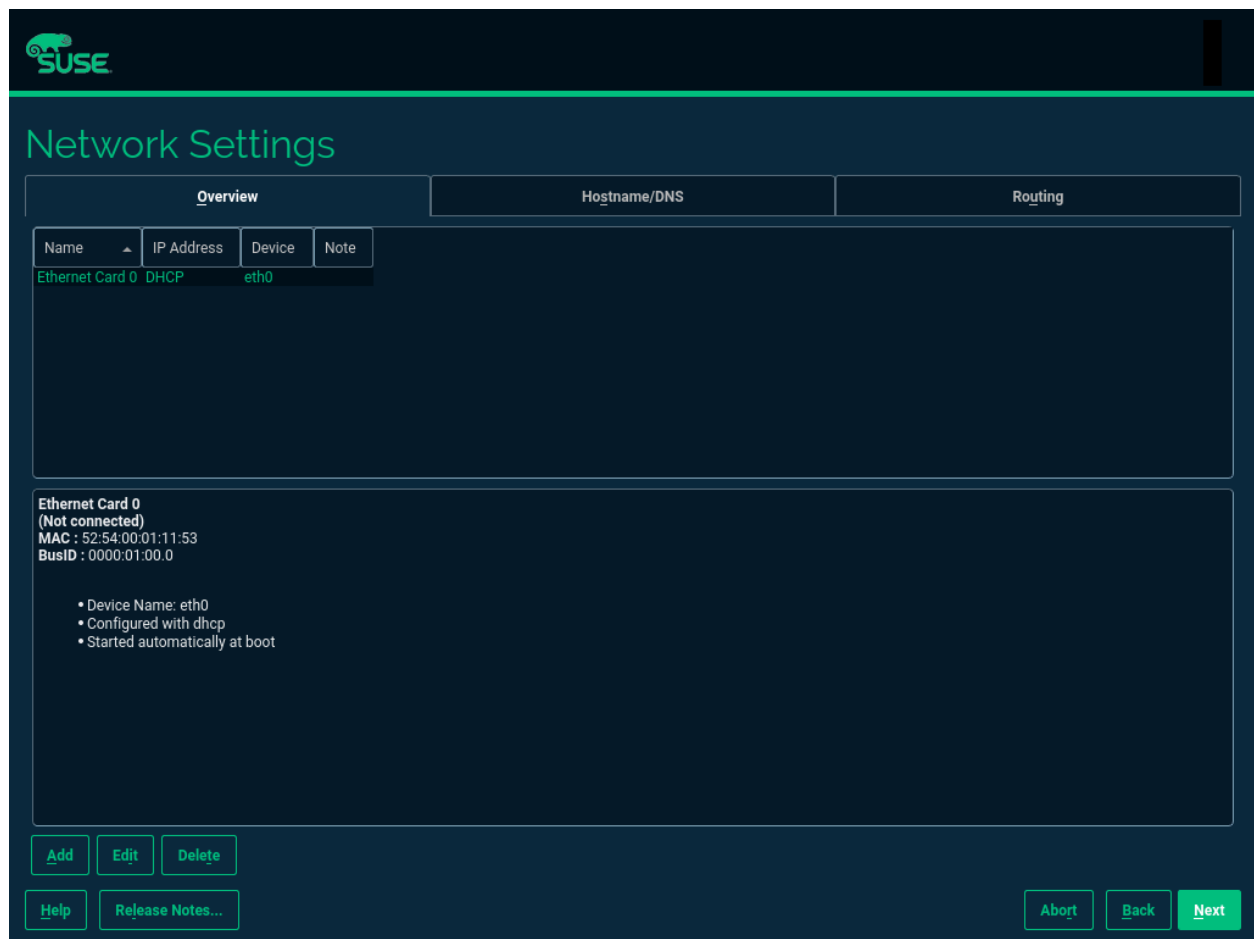 SUSE
Network Settings
Overview Hostname/DNS Routing
Name IP Address Device Note
Ethernet Card 0 DHCP eth0
Ethernet Card 0
(Not connected)
MAC : 52:54:00:01:11:53
BusID : 0000:01:00.0
• Device Name: eth0
• Configured with dhcp
• Started automatically at boot
Add Edit Delete
Help Release Notes... Abort Back Next